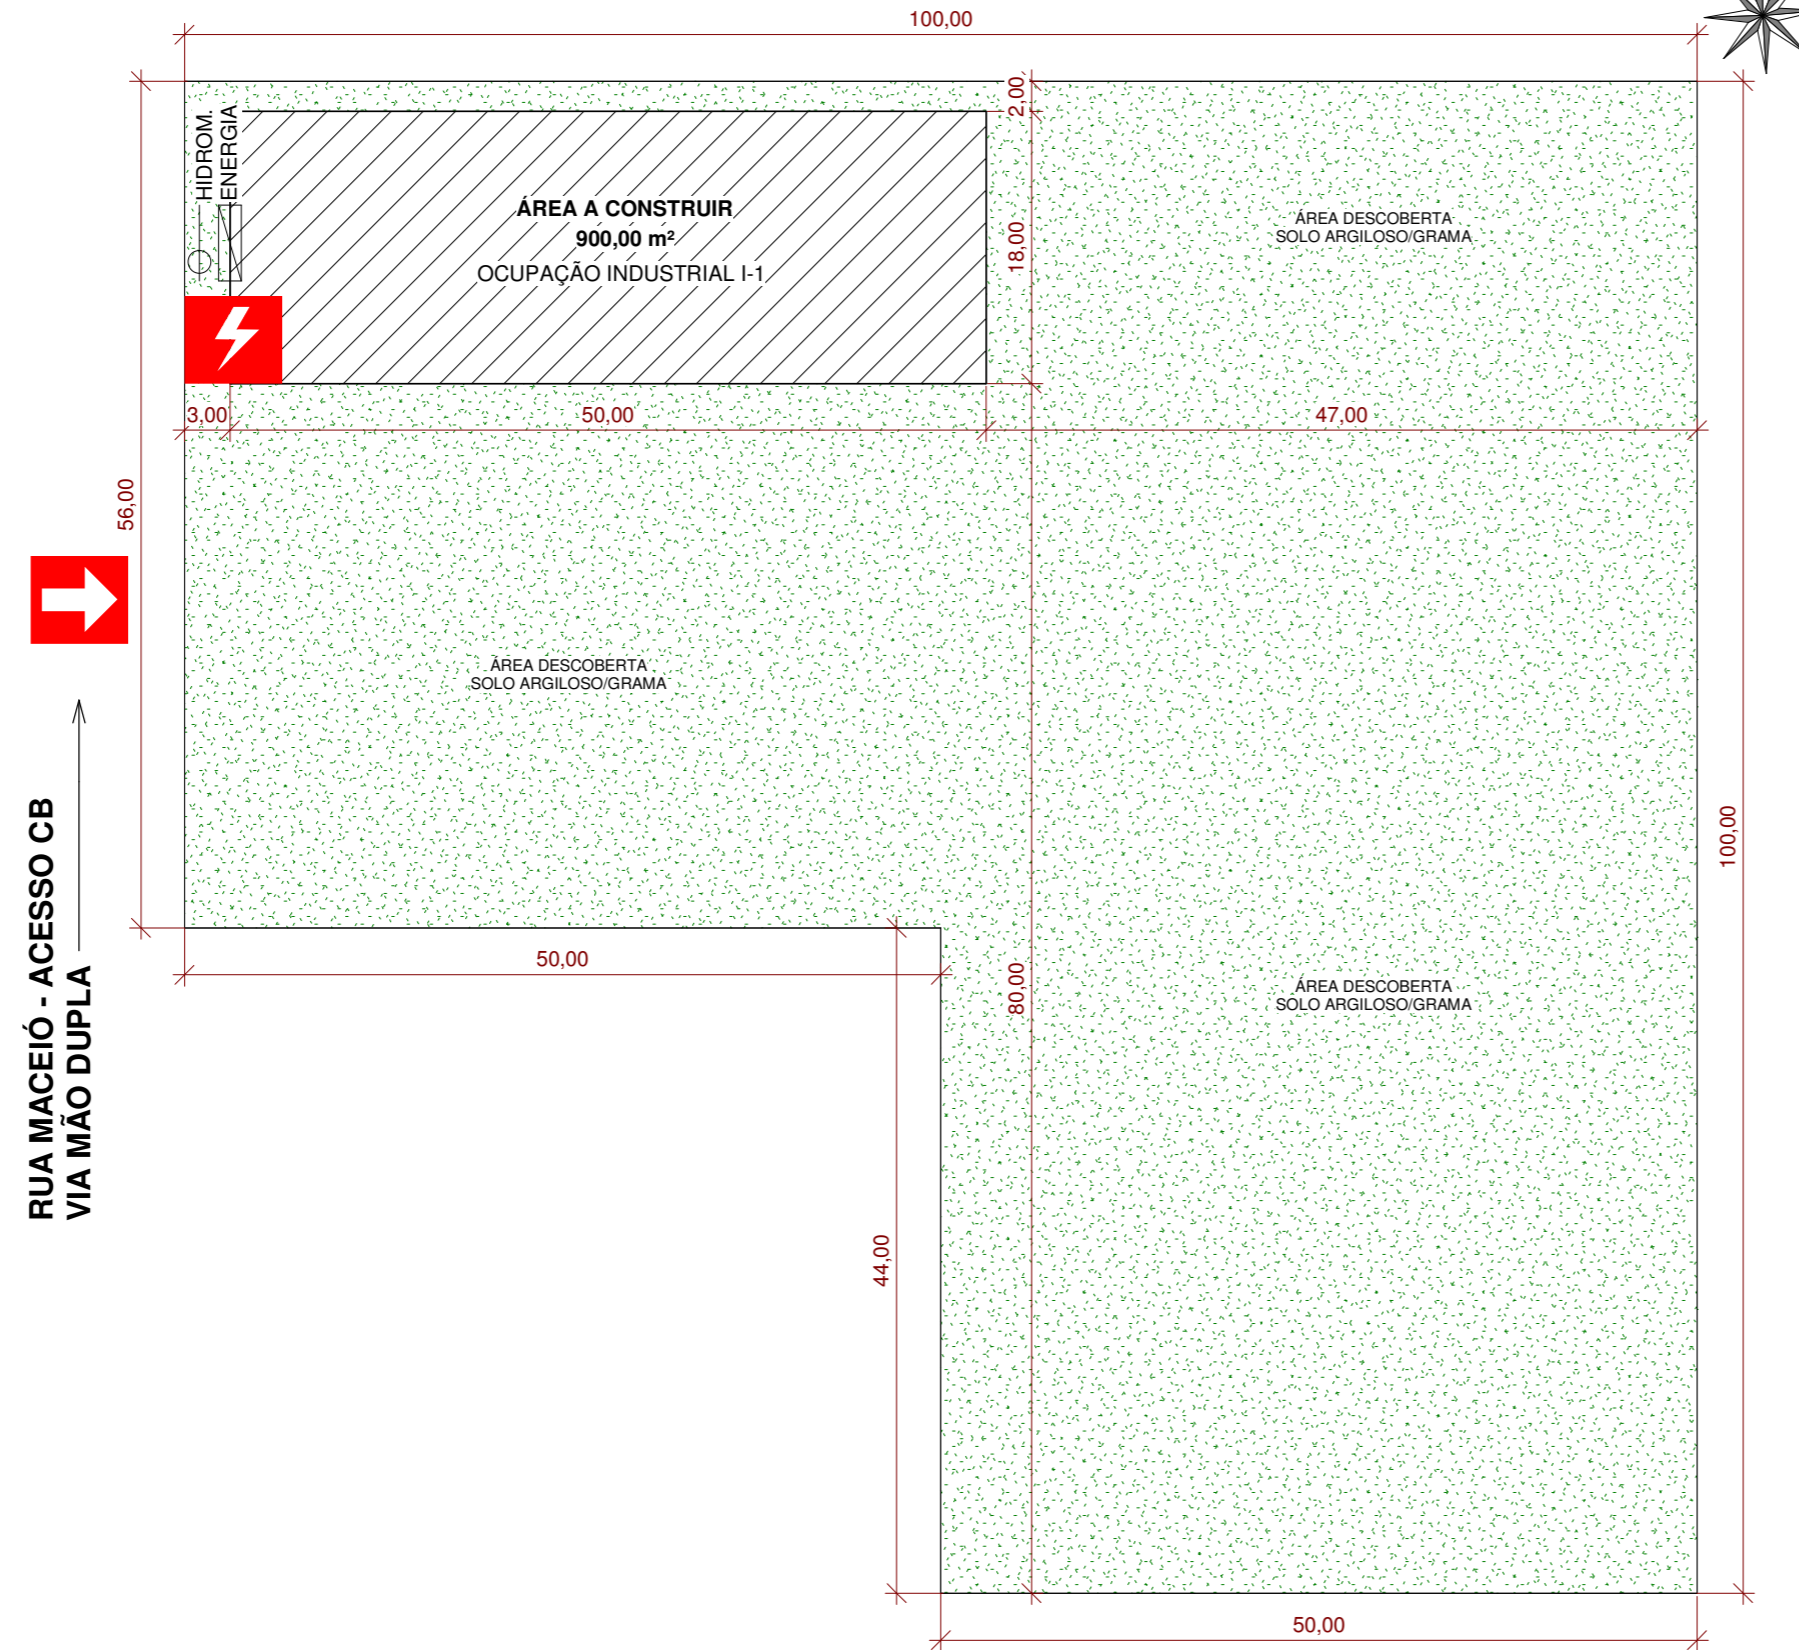 100,00
2,00
HIDROM.
ENERGIA
ÁREA A CONSTRUIR
900,00 m²
OCUPAÇÃO INDUSTRIAL I-1
18,00
ÁREA DESCOBERTA
SOLO ARGILOSO/GRAMA
3,00
50,00
47,00
56,00
ÁREA DESCOBERTA
SOLO ARGILOSO/GRAMA
100,00
RUA MACEIÓ - ACESSO CB
VIA MÃO DUPLA
50,00
80,00
ÁREA DESCOBERTA
SOLO ARGILOSO/GRAMA
44,00
50,00